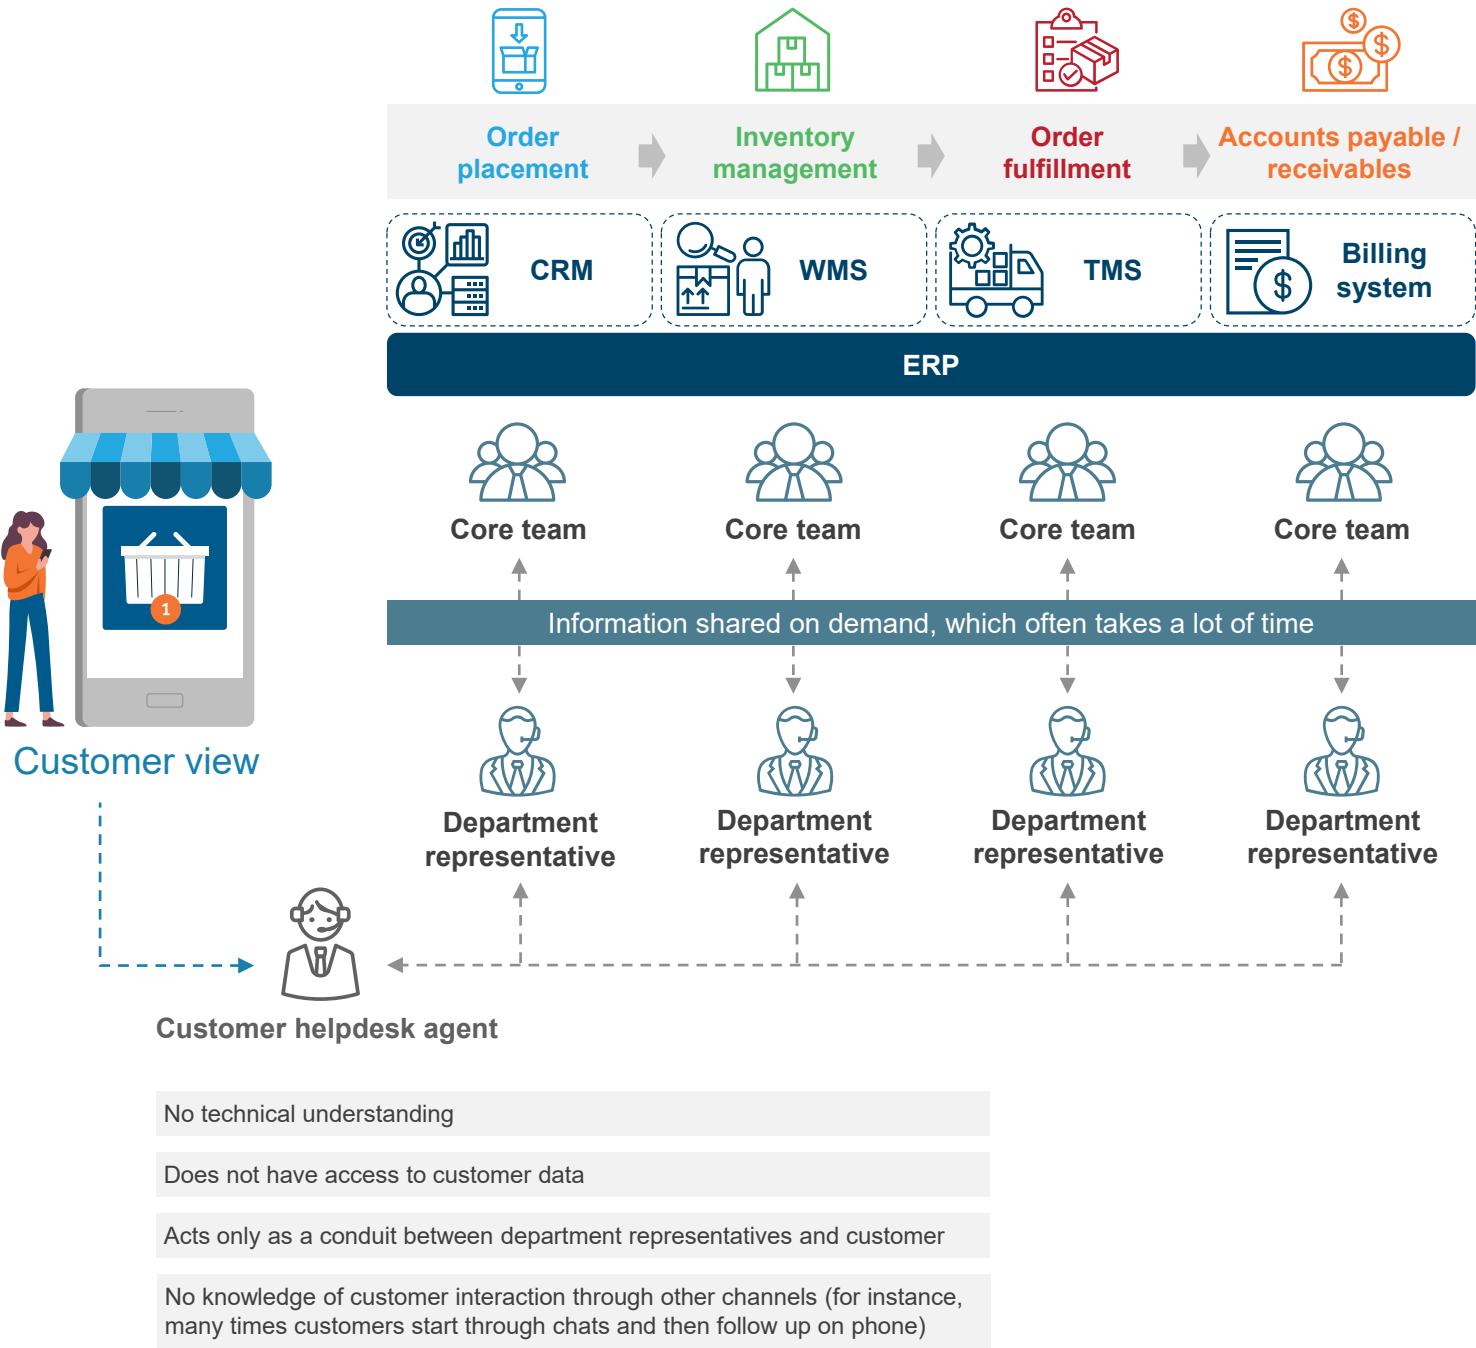 Order
placement
Inventory
management
Order
fulfillment
Accounts payable /
receivables
CRM
WMS
TMS
Billing
system
ERP
Core team
Core team
Core team
Core team
1
Information shared on demand, which often takes a lot of time
Customer view
Department
representative
Department
representative
Department
representative
Department
representative
Customer helpdesk agent
No technical understanding
Does not have access to customer data
Acts only as a conduit between department representatives and customer
No knowledge of customer interaction through other channels (for instance,
many times customers start through chats and then follow up on phone)